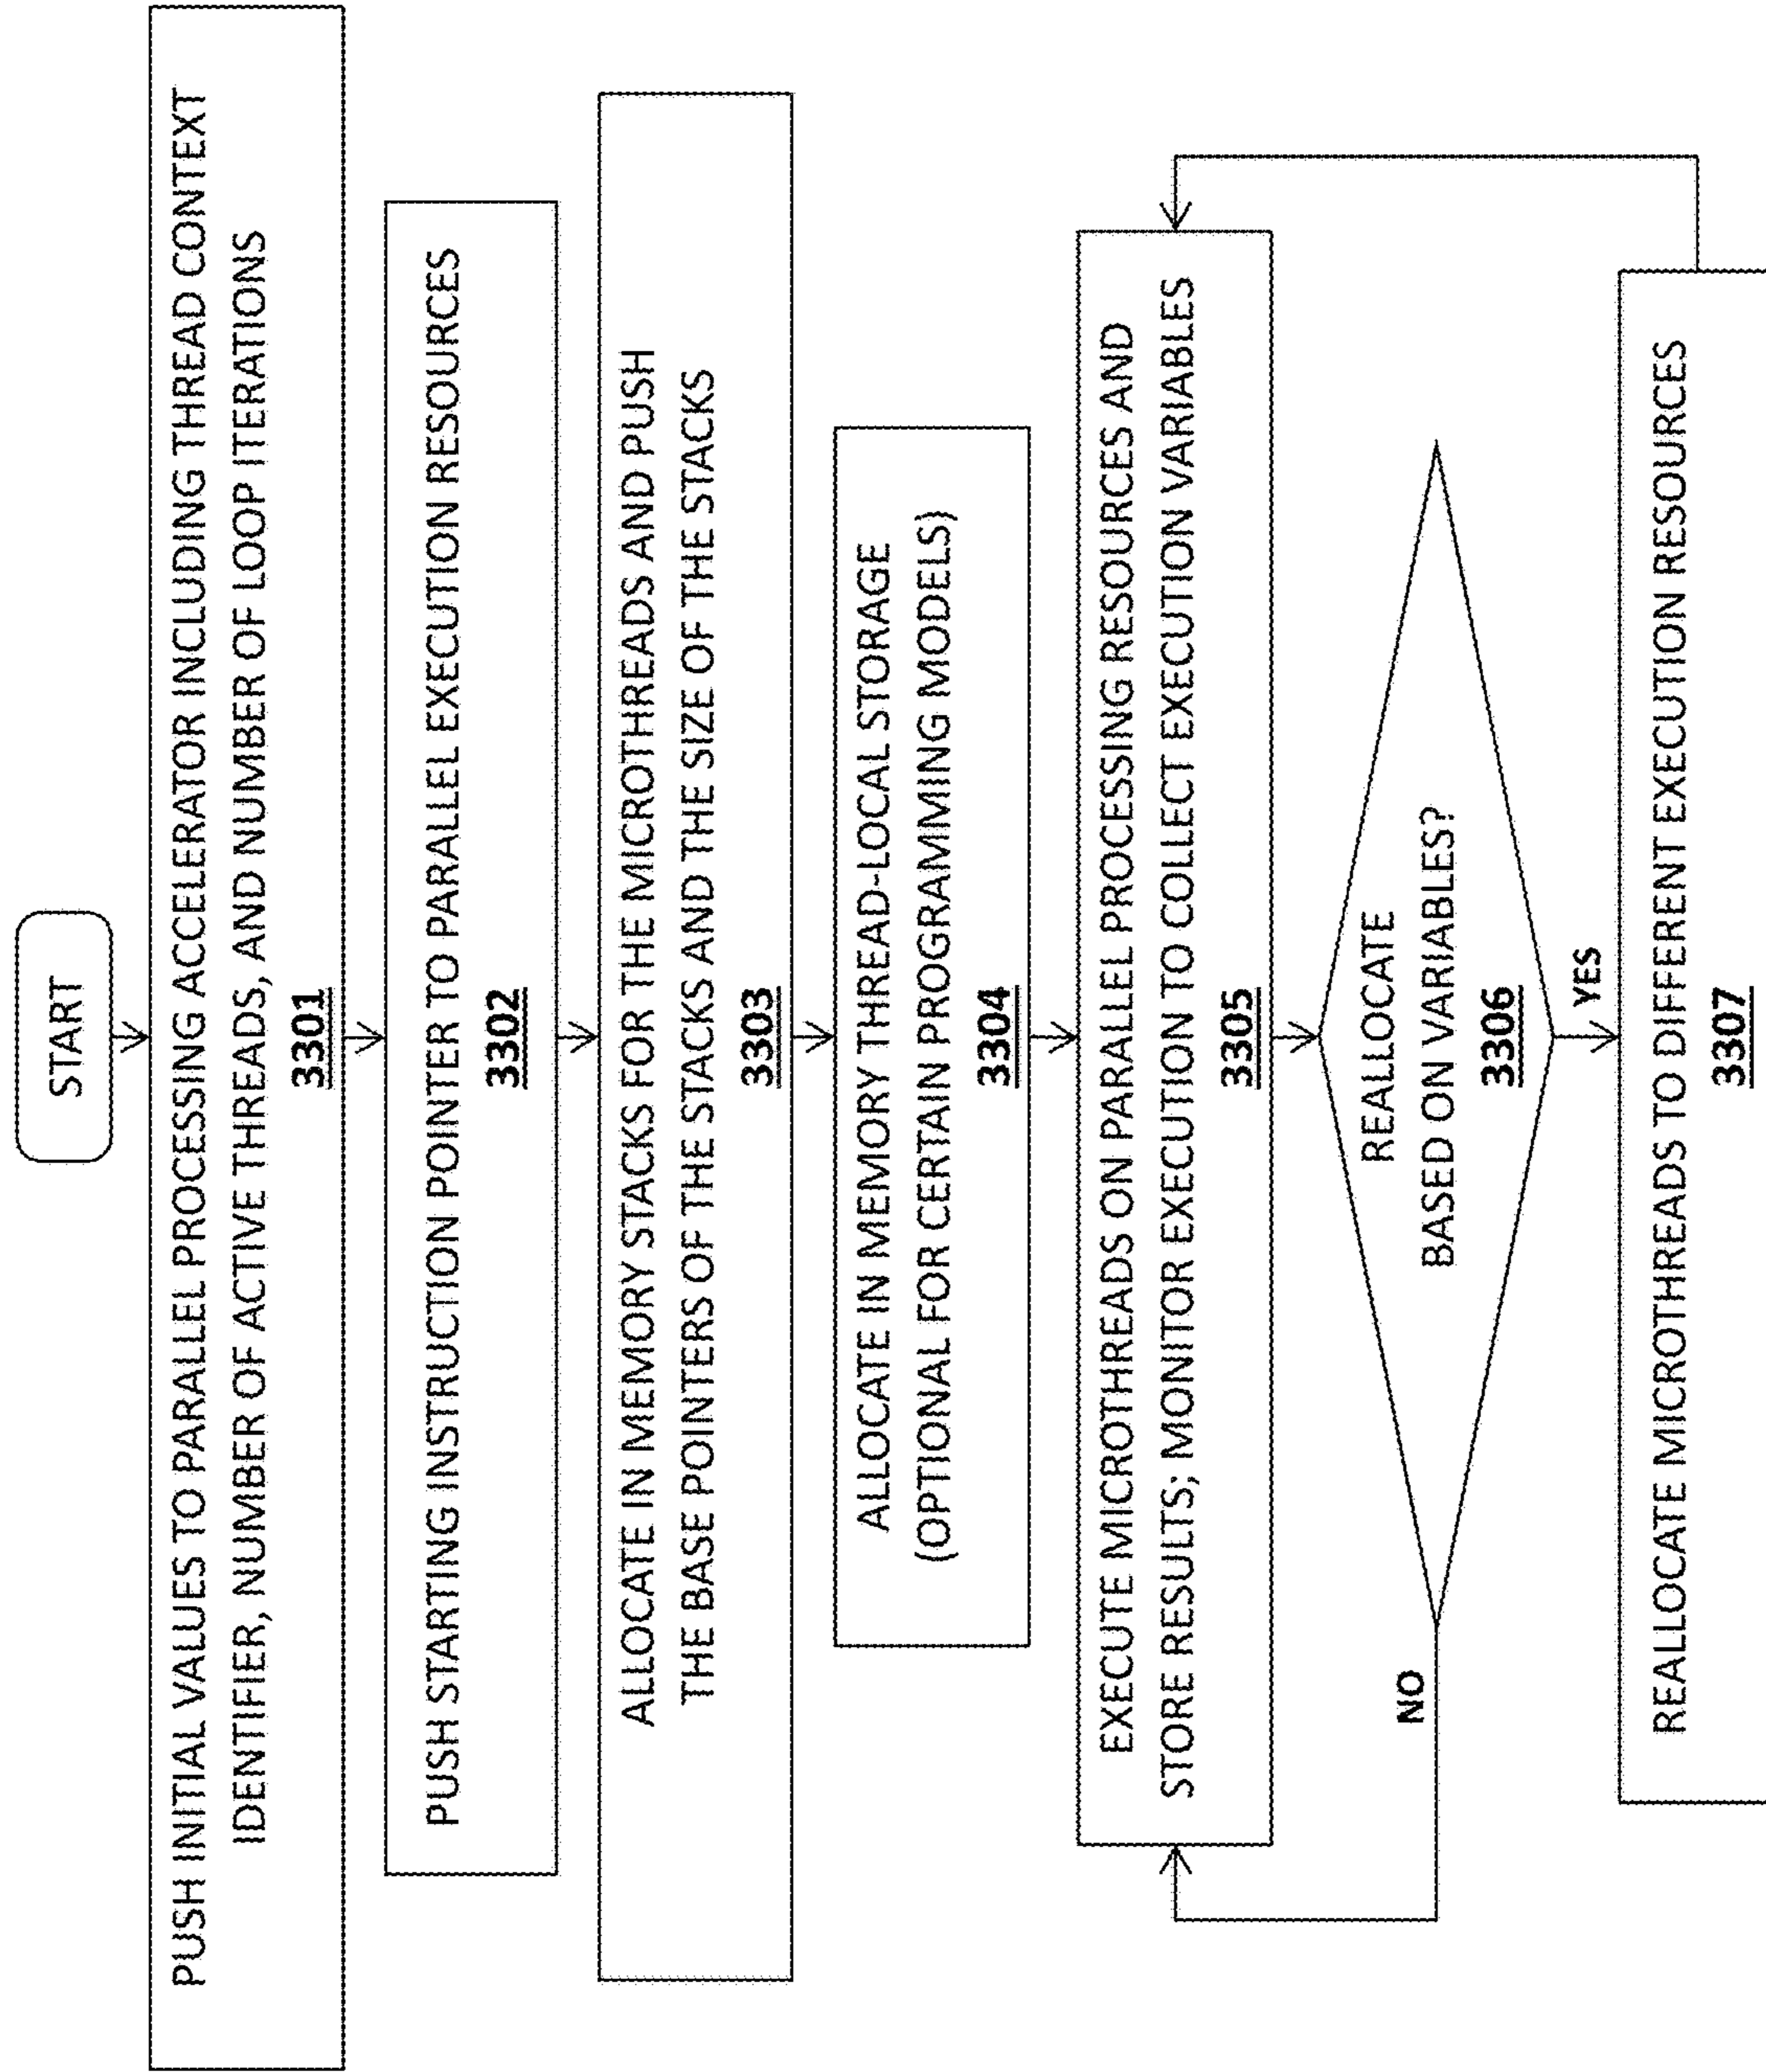 START
PUSH INITIAL VALUES TO PARALLEL PROCESSING ACCELERATOR INCLUDING THREAD CONTEXT
IDENTIFIER, NUMBER OF ACTIVE THREADS, AND NUMBER OF LOOP ITERATIONS
3301
PUSH STARTING INSTRUCTION POINTER TO PARALLEL EXECUTION RESOURCES
3302
ALLOCATE IN MEMORY STACKS FOR THE MICROTHREADS AND PUSH
THE BASE POINTERS OF THE STACKS AND THE SIZE OF THE STACKS
3303
ALLOCATE IN MEMORY THREAD-LOCAL STORAGE
(OPTIONAL FOR CERTAIN PROGRAMMING MODELS)
3304
EXECUTE MICROTHREADS ON PARALLEL PROCESSING RESOURCES AND
STORE RESULTS; MONITOR EXECUTION TO COLLECT EXECUTION VARIABLES
3305
REALLOCATE
BASED ON VARIABLES?
3306
NO
YES
REALLOCATE MICROTHREADS TO DIFFERENT EXECUTION RESOURCES
3307